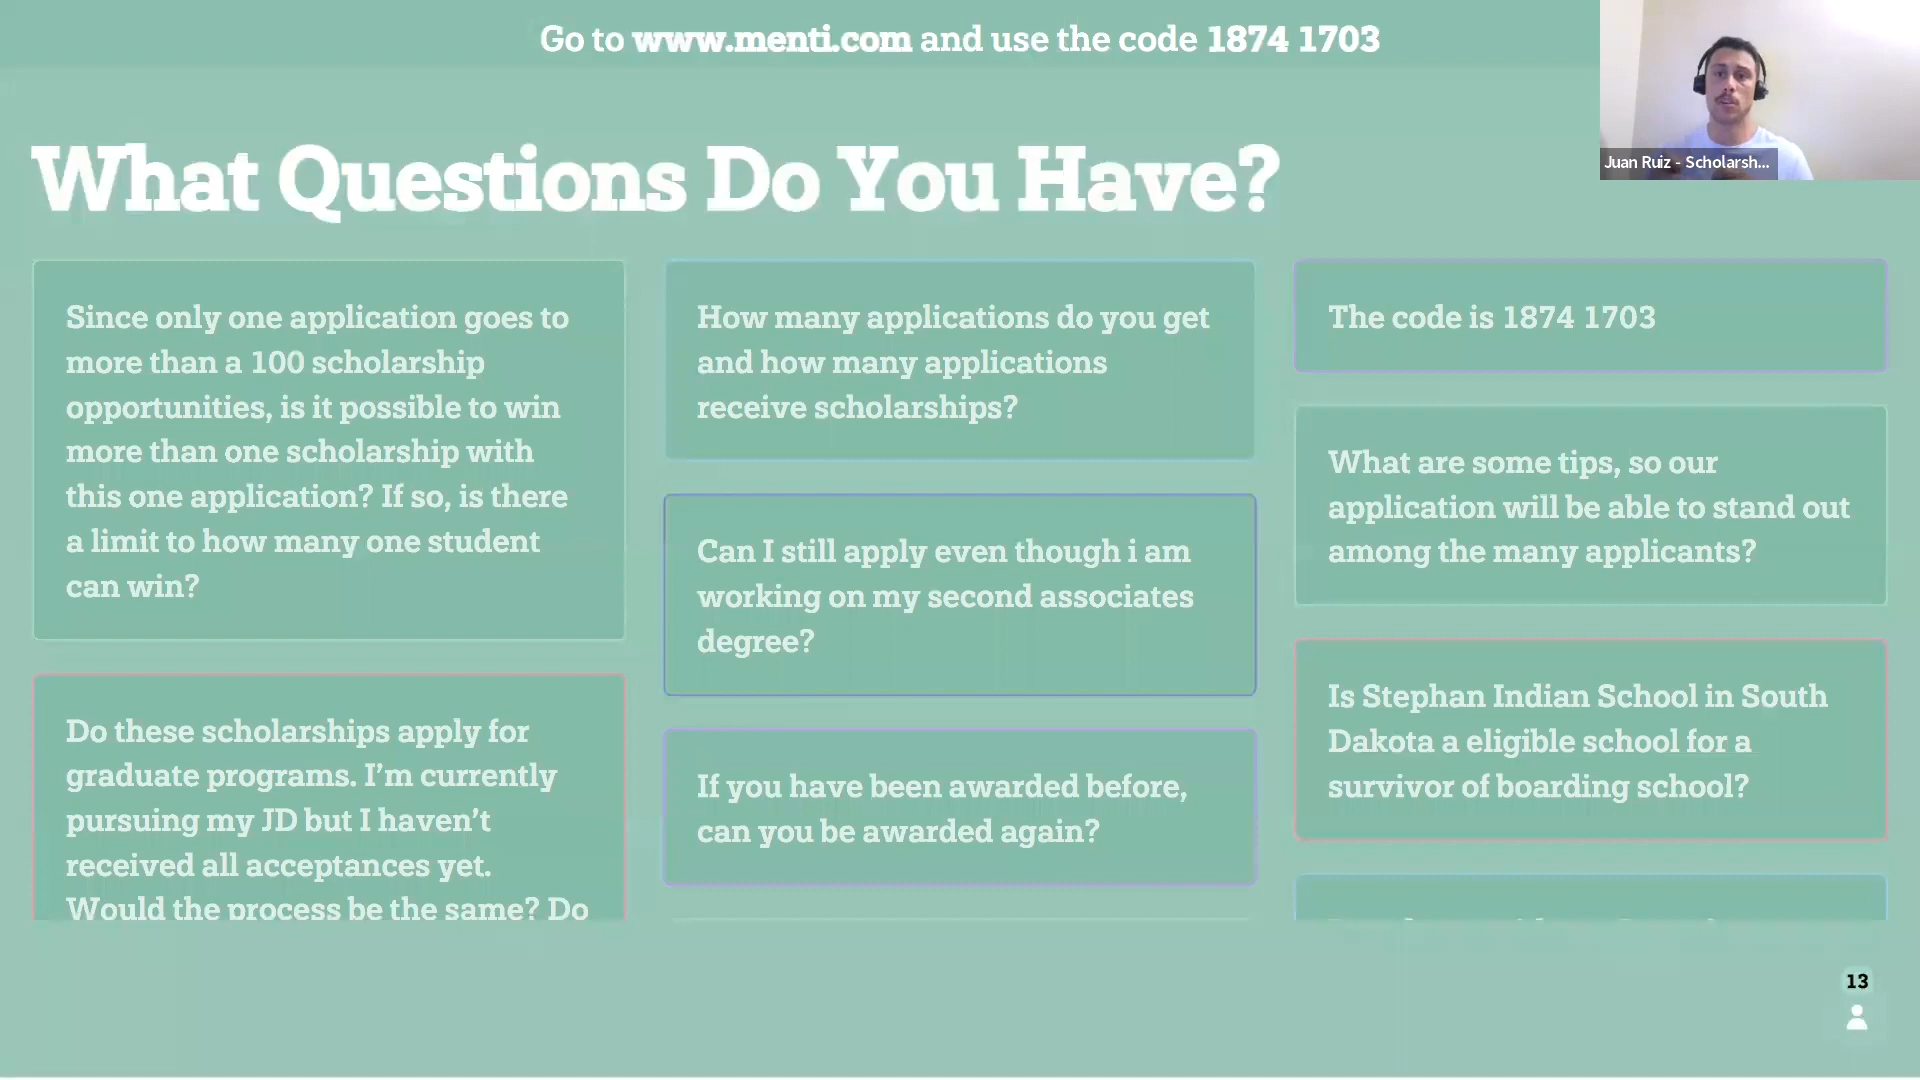 Go to www.menti.com and use the code 1874 1703
Juan Ruiz - Scholarsh...
What Questions Do You Have?
Since only one application goes to
more than a 100 scholarship
opportunities, is it possible to win
more than one scholarship with
this one application? If so, is there
a limit to how many one student
can win?
Do these scholarships apply for
graduate programs. I’m currently
pursuing my JD but I haven’t
received all acceptances yet.
Would the process be the same? Do
How many applications do you get
and how many applications
receive scholarships?
Can I still apply even though i am
working on my second associates
degree?
If you have been awarded before,
can you be awarded again?
The code is 1874 1703
What are some tips, so our
application will be able to stand out
among the many applicants?
Is Stephan Indian School in South
Dakota a eligible school for a
survivor of boarding school?
13